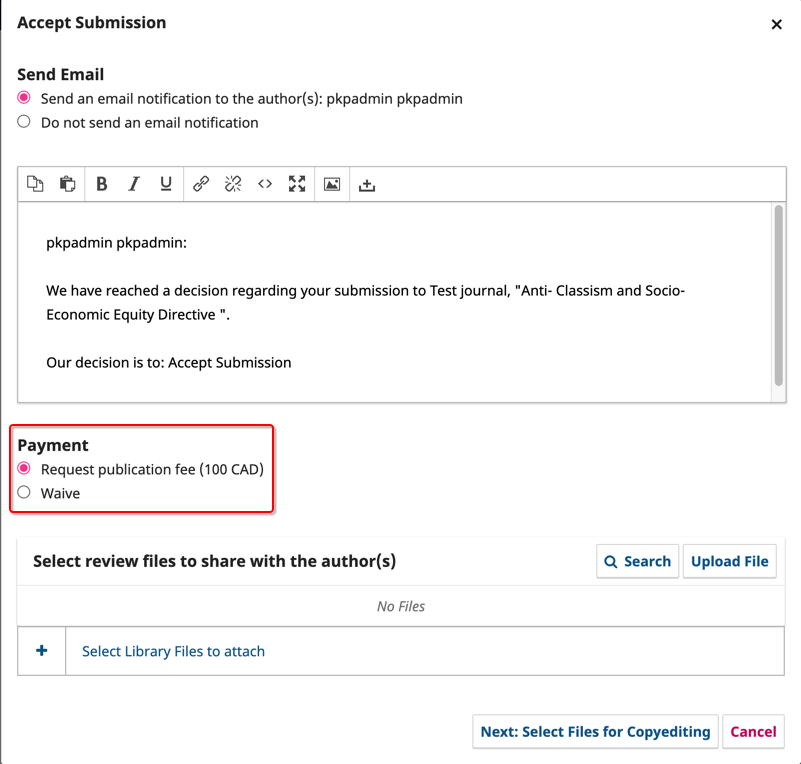 Accept Submission
Send Email
Send an email notification to the author(s): pkpadmin pkpadmin
Do not send an email notification
pkpadmin pkpadmin:
We have reached a decision regarding your submission to Test journal, "Anti- Classism and Socio-
Economic Equity Directive ".
Our decision is to: Accept Submission
Payment
Request publication fee (100 CAD)
Waive
Select review files to share with the author(s)
Search
Upload File
No Files
Select Library Files to attach
Next: Select Files for Copyediting
Cancel